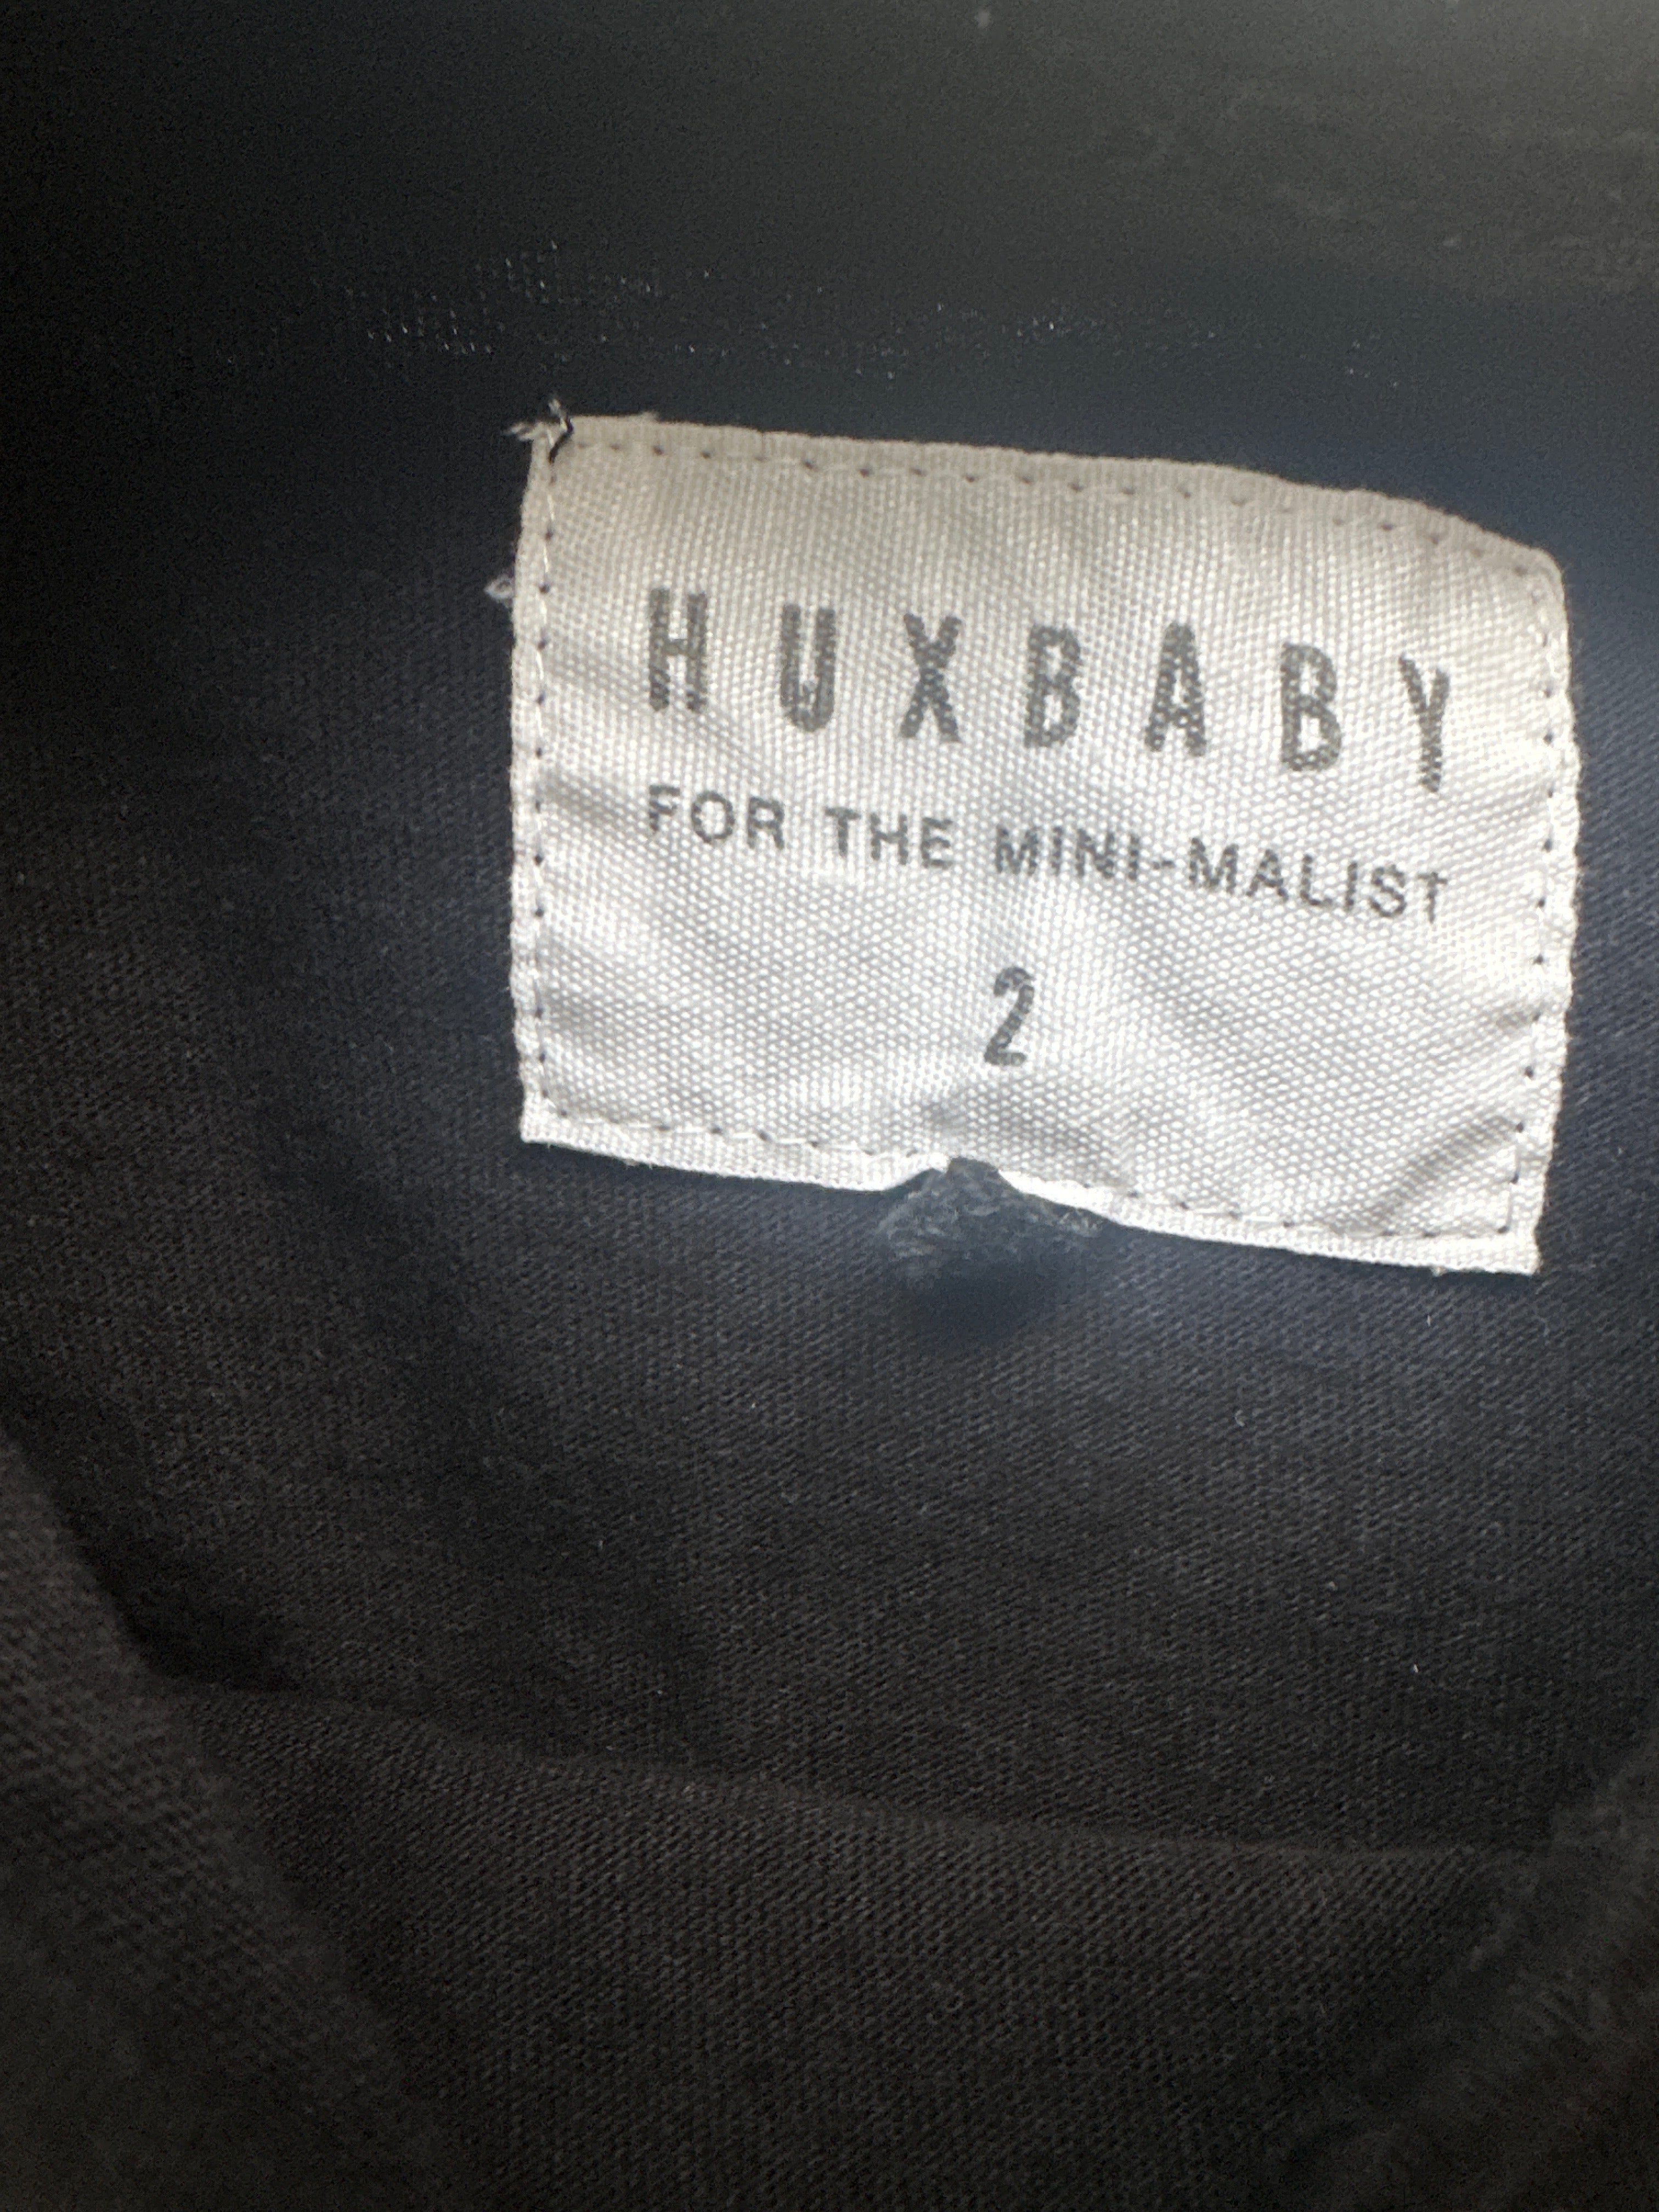 HUXBABY
FOR THE MINI-MALIST
2